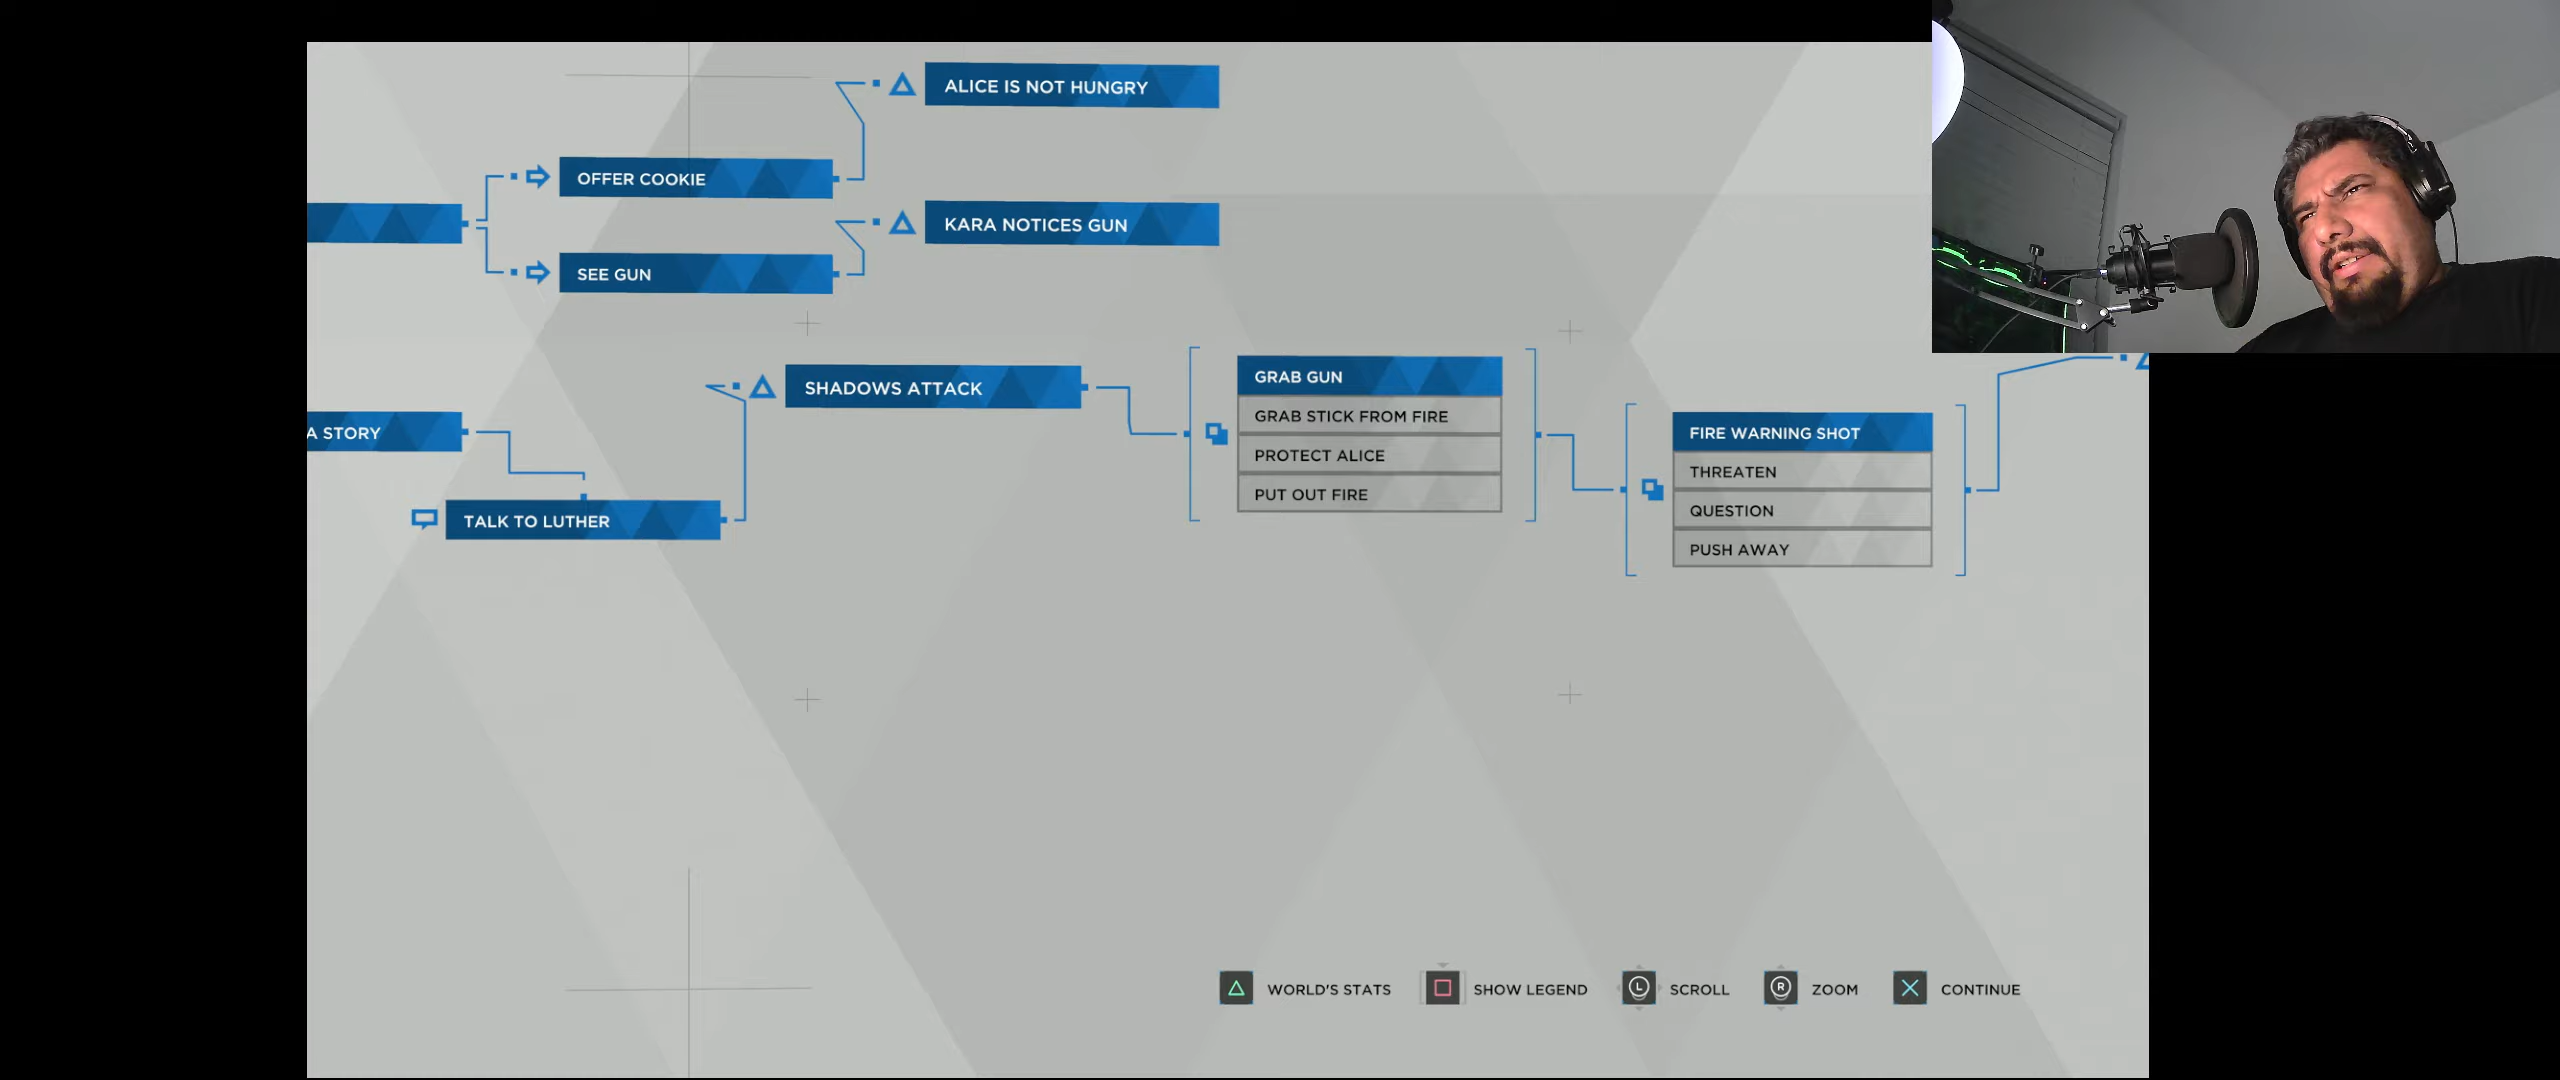 ALICE IS NOT HUNGRY
OFFER COOKIE
KARA NOTICES GUN
SEE GUN
SHADOWS ATTACK
A STORY
TALK TO LUTHER
GRAB GUN
GRAB STICK FROM FIRE
PROTECT ALICE
PUT OUT FIRE
FIRE WARNING SHOT
THREATEN
QUESTION
PUSH AWAY
WORLD'S STATS
SHOW LEGEND
L SCROLL
R ZOOM
CONTINUE